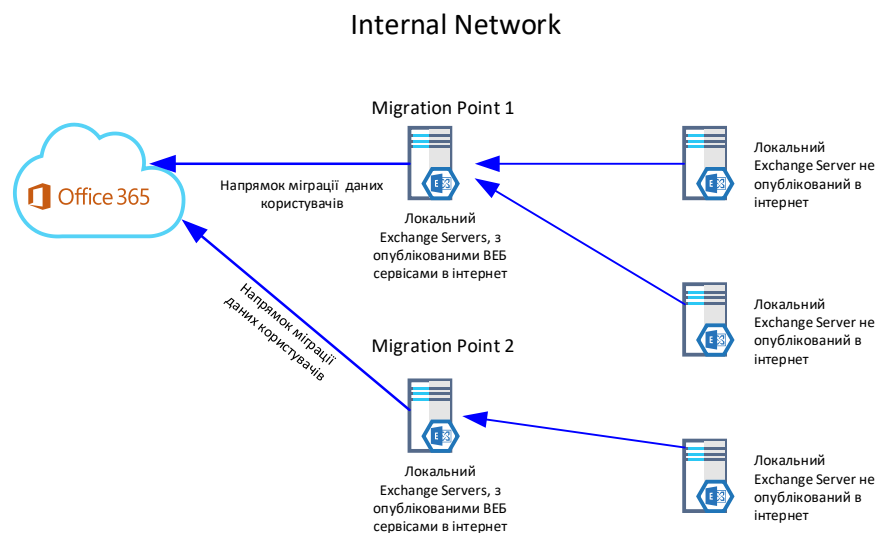 Internal Network
Migration Point 1
Office 365
Напрямок міграції даних
користувачів
Локальний
Exchange Servers, з
опублікованими ВЕБ
сервісами в інтернет
Локальний
Exchange Server не
опублікований в
інтернет
Локальний
Exchange Server не
опублікований в
інтернет
Напрямок міграції
даних користувачів
Migration Point 2
Локальний
Exchange Servers, з
опублікованими ВЕБ
сервісами в інтернет
Локальний
Exchange Server не
опублікований в
інтернет